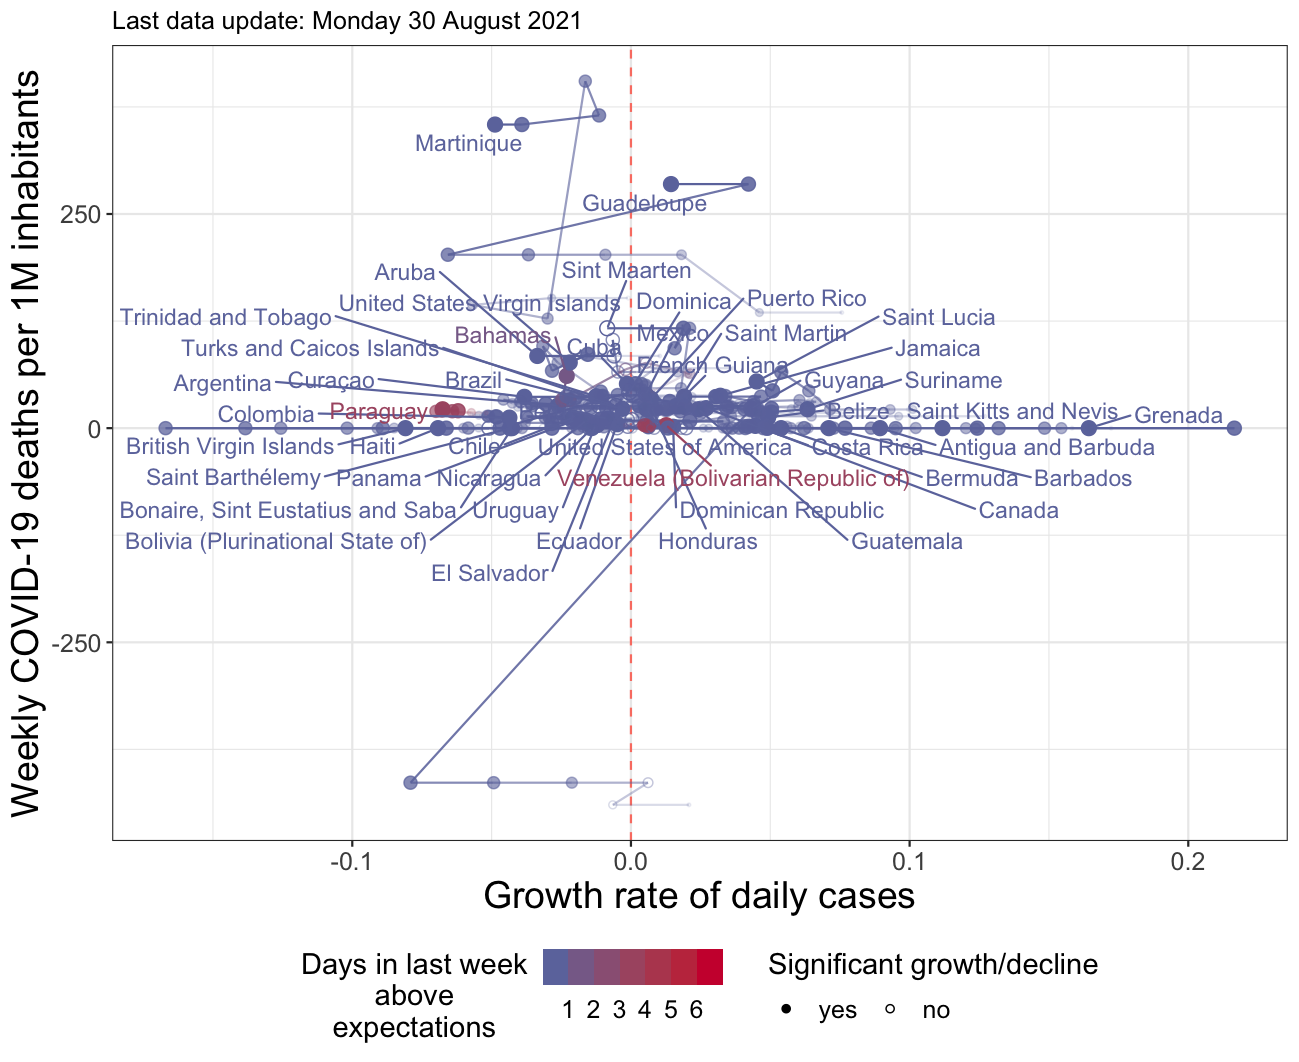 Last data update: Monday 30 August 2021
Weekly COVID-19 deaths per 1M inhabitants
250
0
-250
Martinique
Guadeloupe
Aruba
Sint Maarten
United States Virgin Islands
Dominica
Puerto Rico
Trinidad and Tobago
Saint Lucia
Bahamas
Mexico
Saint Martin
Turks and Caicos Islands
Cuba
Jamaica
French Guiana
Argentina
Curaçao
Brazil
Guyana
Suriname
Colombia
Paraguay
Belize
Saint Kitts and Nevis
Grenada
British Virgin Islands
Haiti
Chile
United States of America
Costa Rica
Antigua and Barbuda
Saint Barthélemy
Panama
Nicaragua
Venezuela (Bolivarian Republic of)
Bermuda
Barbados
Bonaire, Sint Eustatius and Saba
Uruguay
Dominican Republic
Canada
Bolivia (Plurinational State of)
Ecuador
Honduras
Guatemala
El Salvador
-0.1
0.0
0.1
0.2
Growth rate of daily cases
Days in last week
above
expectations
1 2 3 4 5 6
Significant growth/decline
yes
no